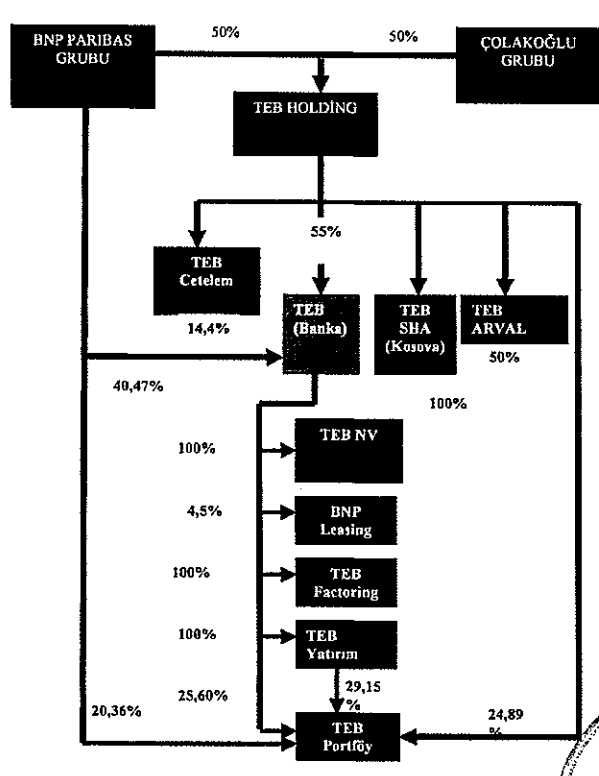 BNP PARIBAS
GRUBU
50%
50%
ÇOLAKOĞLU
GRUBU
TEB HOLDİNG
55%
TEB
Cetelem
14,4%
TEB
(Banka)
TEB
SHA
(Kosova)
TEB
ARVAL
50%
40,47%
100%
TEB NV
100%
BNP
Leasing
4,5%
TEB
Factoring
100%
TEB
Yatırım
100%
29,15
%
25,60%
20,36%
TEB
Portföy
24,89
%